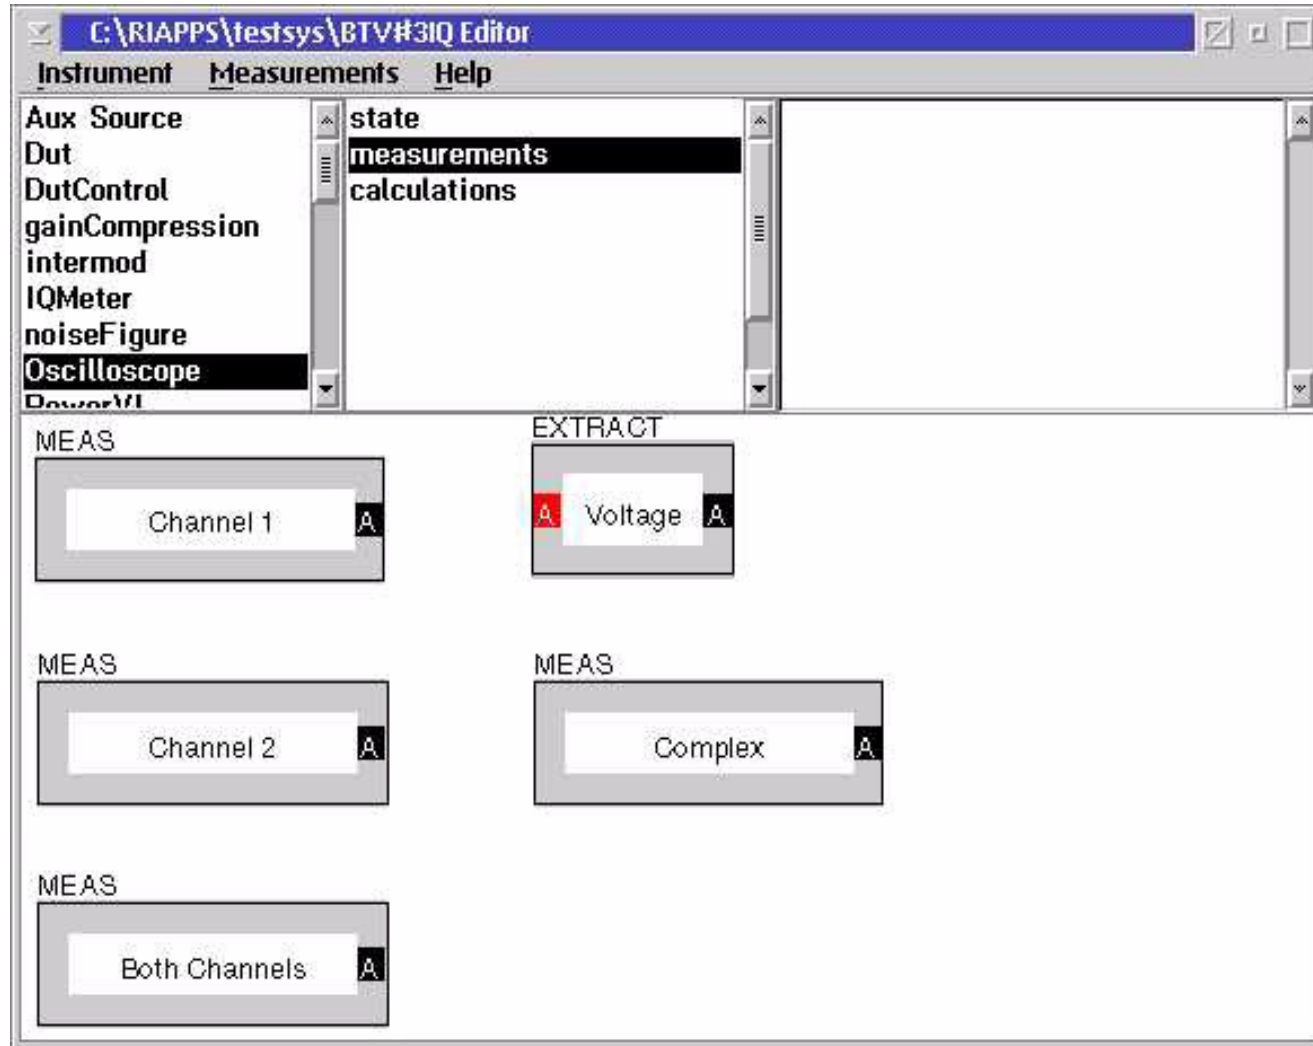 C:\RIAPPS\testsys\BTV#3IQ Editor
Instrument Measurements Help
Aux Source
Dut
DutControl
gainCompression
intermod
IQMeter
noiseFigure
Oscilloscope
PowerVI
state
measurements
calculations
MEAS
Channel 1 A
EXTRACT
A Voltage A
MEAS
Channel 2 A
MEAS
Complex A
MEAS
Both Channels A